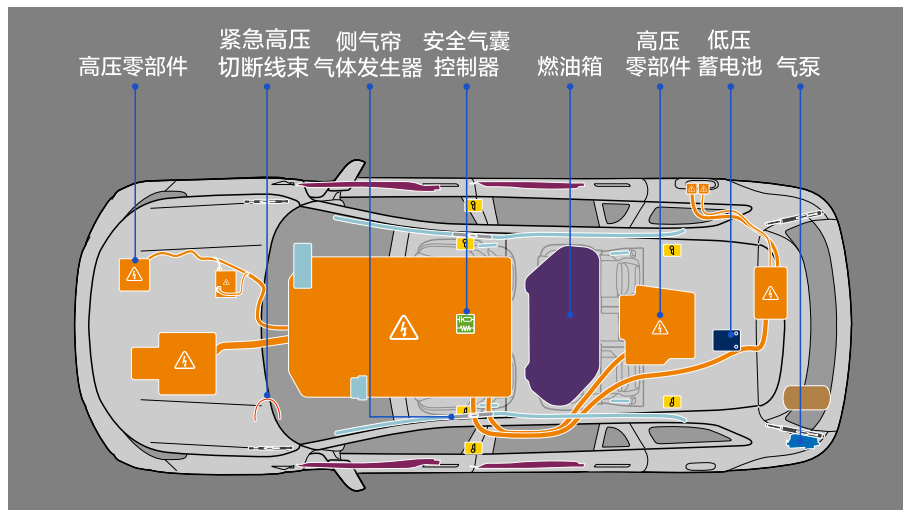 高压零部件
紧急高压
切断线束
侧气帘
气体发生器
安全气囊
控制器
燃油箱
高压
零部件
低压
蓄电池
气泵